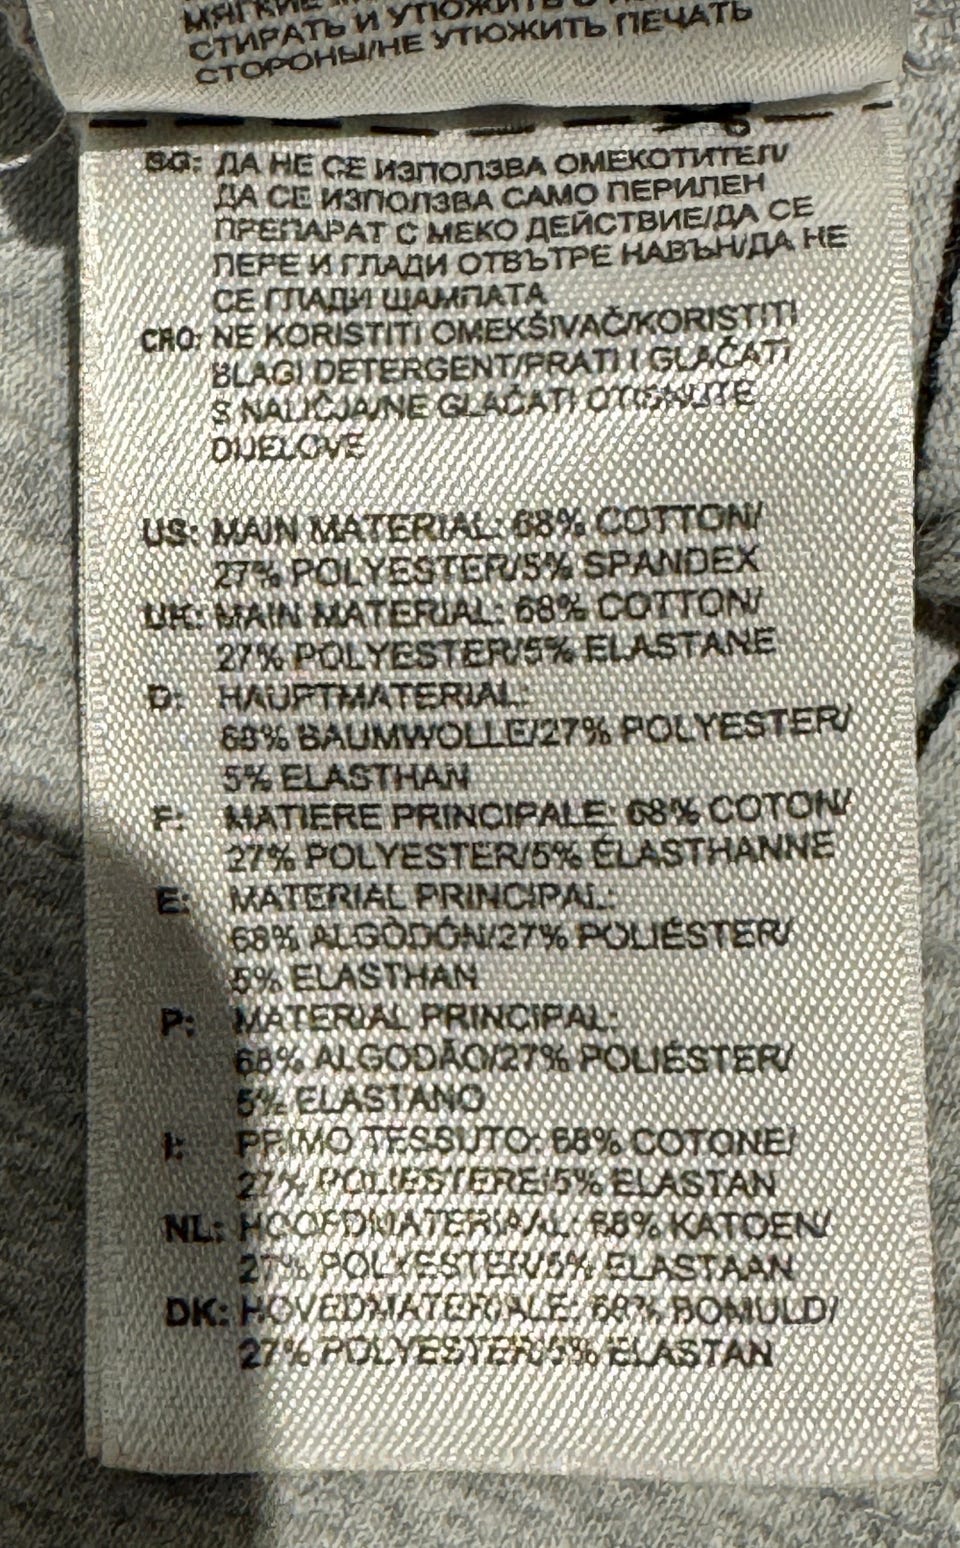 СТИРАТЬ И УТЮЖИТЬ С
СТОРОНЫ/НЕ УТЮЖИТЬ ПЕЧАТЬ
BG: ДА НЕ СЕ ИЗПОЛЗВА ОМЕКОТИТЕЛ/
ДА СЕ ИЗПОЛЗВА САМО ПЕРИЛЕН
ПРЕПАРАТ С МЕКО ДЕЙСТВИЕ/ДА СЕ
ПЕРЕ И ГЛАДИ ОТВЪТРЕ НАВЪН/ДА НЕ
СЕ ГЛАДИ ЩАМПАТА
CRO: NE KORISTITI OMEKŠIVAČ/KORISTITI
BLAGI DETERGENT/PRATI I GLAČATI
S NALIČJA/NE GLAČATI OTISNUTE
DIJELOVE
US: MAIN MATERIAL: 68% COTTON/
27% POLYESTER/5% SPANDEX
UK: MAIN MATERIAL: 68% COTTON/
27% POLYESTER/5% ELASTANE
D: HAUPTMATERIAL:
68% BAUMWOLLE/27% POLYESTER/
5% ELASTHAN
F: MATIERE PRINCIPALE: 68% COTON/
27% POLYESTER/5% ÉLASTHANNE
E: MATERIAL PRINCIPAL:
68% ALGODÓN/27% POLIÉSTER/
5% ELASTHAN
P: MATERIAL PRINCIPAL:
68% ALGODÃO/27% POLIÉSTER/
5% ELASTANO
I: PRIMO TESSUTO: 68% COTONE/
27% POLIESTERE/5% ELASTAN
NL: HOOFDMATERIAAL: 68% KATOEN/
27% POLYESTER/5% ELASTAAN
DK: HOVEDMATERIALE: 68% BOMULD/
27% POLYESTER/5% ELASTAN